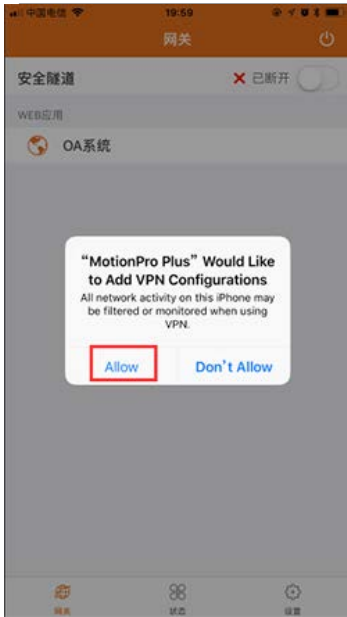 中国电信 19:59
网关
安全隧道 已断开
WEB应用
OA系统
“MotionPro Plus” Would Like
to Add VPN Configurations
All network activity on this iPhone may
be filtered or monitored when using
VPN.
Allow Don’t Allow
网关 状态 设置